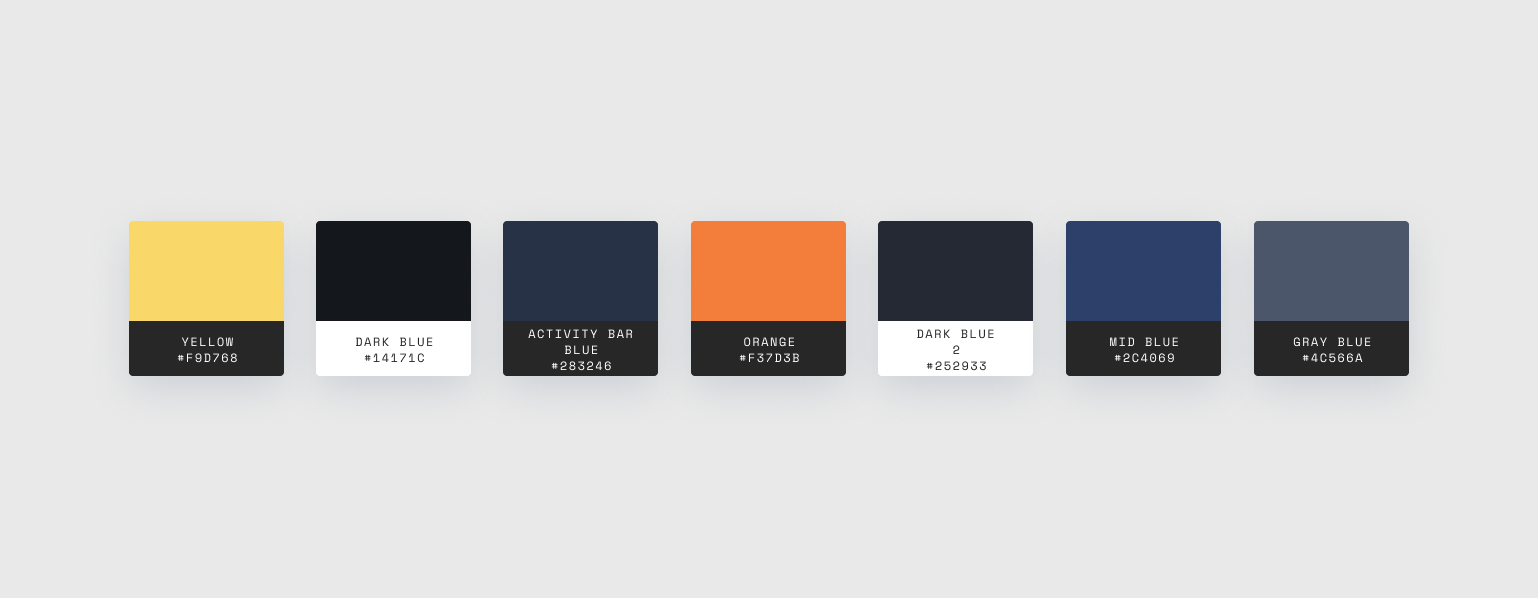 YELLOW
#F9D768
DARK BLUE
#14171C
ACTIVITY BAR
BLUE
#283246
ORANGE
#F37D3B
DARK BLUE
2
#252933
MID BLUE
#2C4069
GRAY BLUE
#4C566A